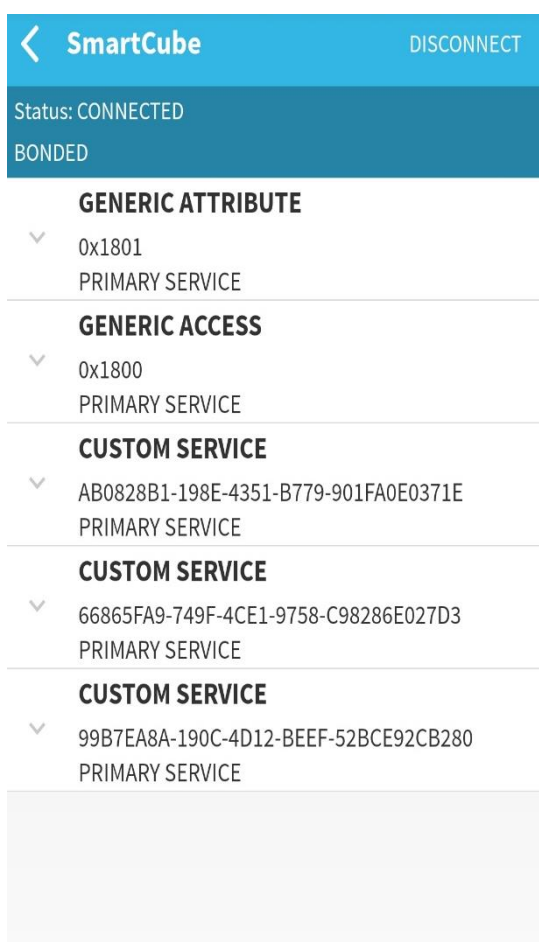 SmartCube DISCONNECT
Status: CONNECTED
BONDED
GENERIC ATTRIBUTE
0x1801
PRIMARY SERVICE
GENERIC ACCESS
0x1800
PRIMARY SERVICE
CUSTOM SERVICE
AB0828B1-198E-4351-B779-901FA0E0371E
PRIMARY SERVICE
CUSTOM SERVICE
66865FA9-749F-4CE1-9758-C98286E027D3
PRIMARY SERVICE
CUSTOM SERVICE
99B7EA8A-190C-4D12-BEEF-52BCE92CB280
PRIMARY SERVICE